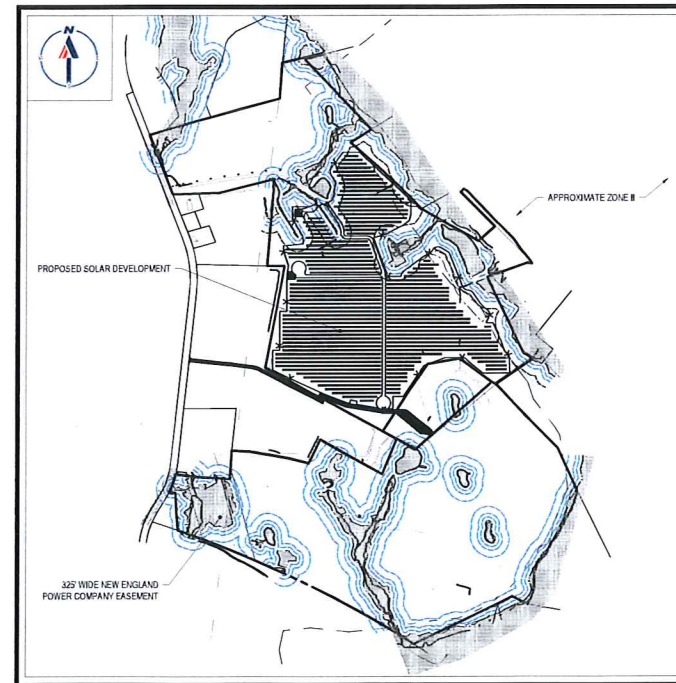 N
APPROXIMATE ZONE II
PROPOSED SOLAR DEVELOPMENT
325' WIDE NEW ENGLAND
POWER COMPANY EASEMENT